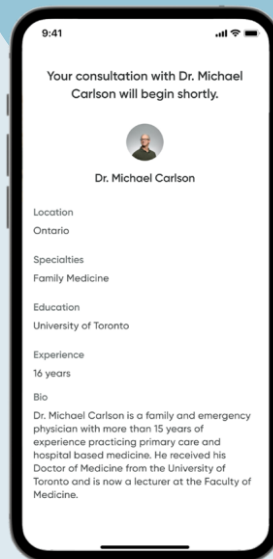 9:41
Your consultation with Dr. Michael
Carlson will begin shortly.
Dr. Michael Carlson
Location
Ontario
Specialties
Family Medicine
Education
University of Toronto
Experience
16 years
Bio
Dr. Michael Carlson is a family and emergency
physician with more than 15 years of
experience practicing primary care and
hospital based medicine. He received his
Doctor of Medicine from the University of
Toronto and is now a lecturer at the Faculty of
Medicine.